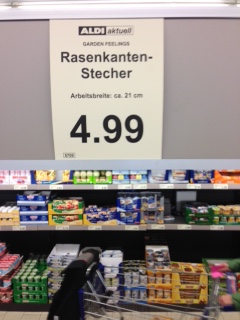 ALDI aktuell
GARDEN FEELINGS
Rasenkanten-
Stecher
Arbeitsbreite: ca. 21 cm
4.99